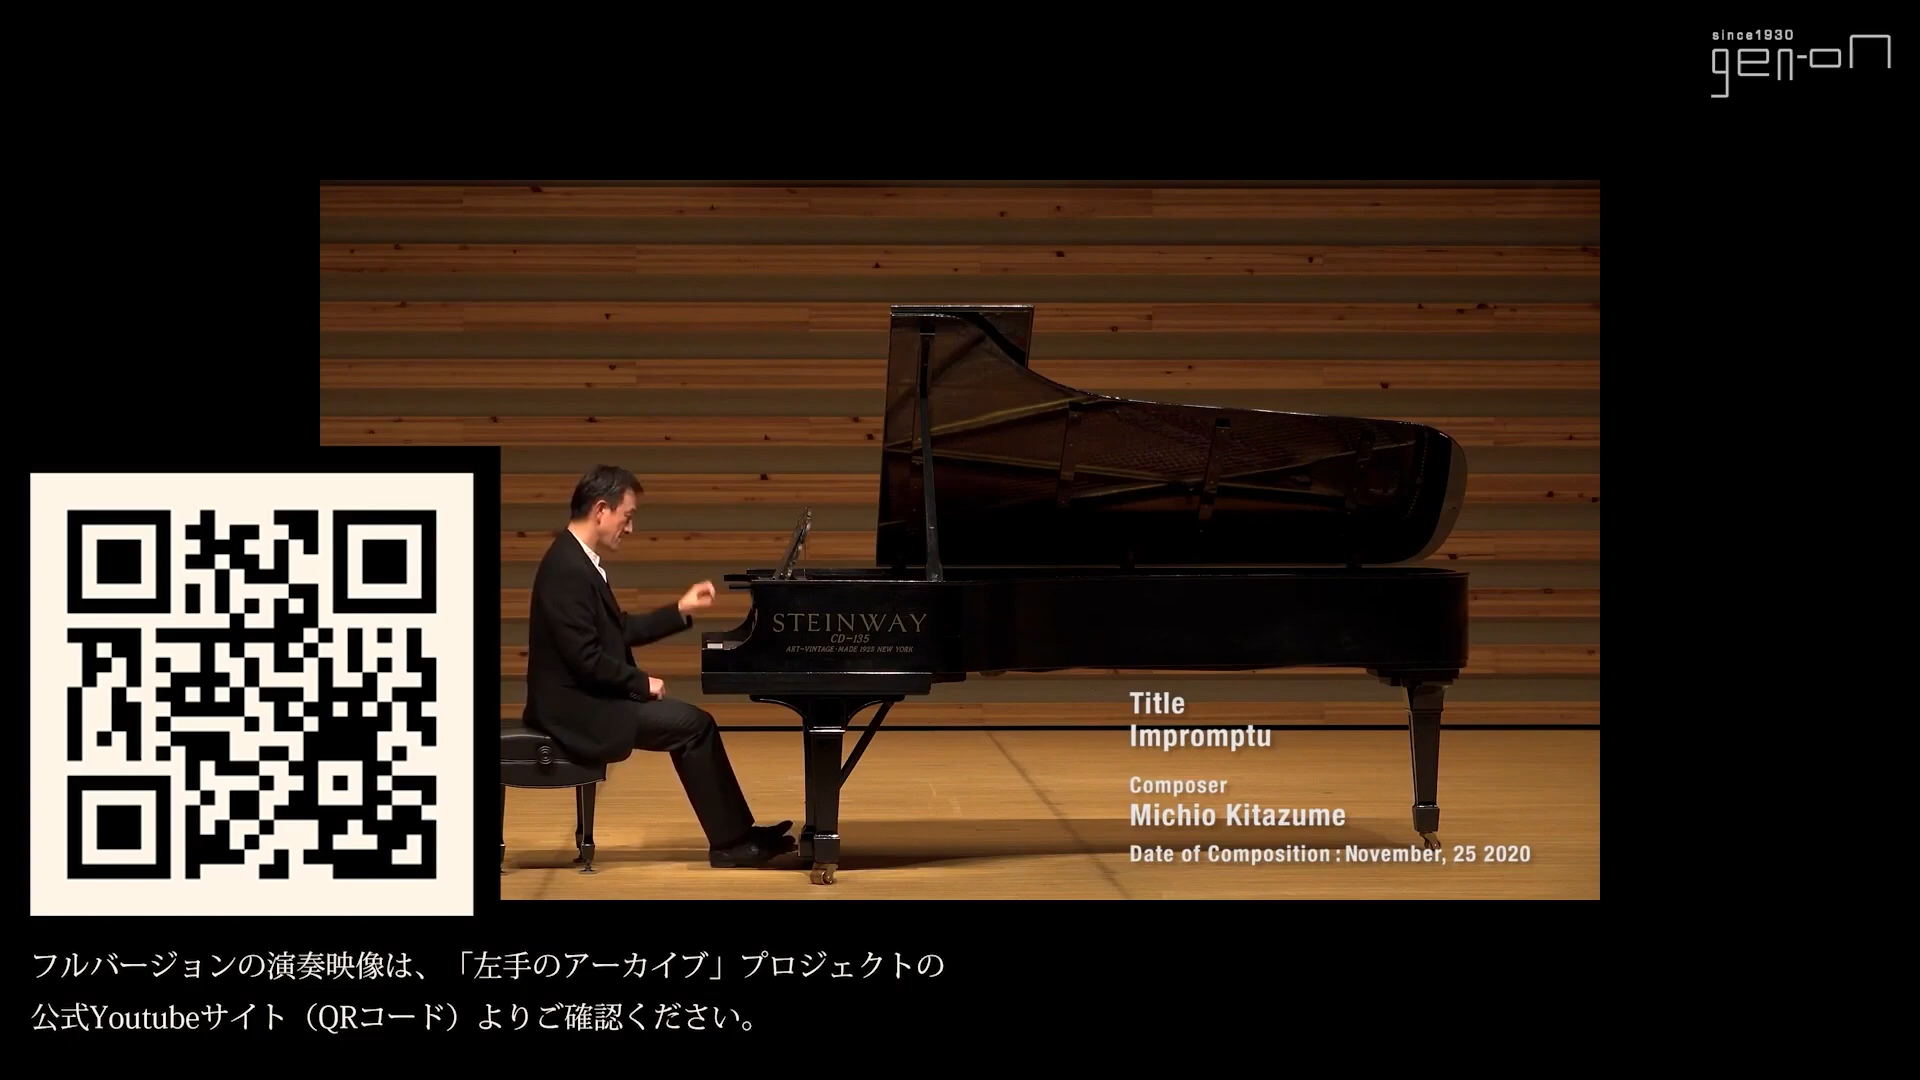 since1930
gen-on
STEINWAY
CD-135
ART-VINTAGE·MADE 1925 NEW YORK
Title
Impromptu
Composer
Michio Kitazume
Date of Composition : November, 25 2020
フルバージョンの演奏映像は、「左手のアーカイブ」プロジェクトの
公式Youtubeサイト（QRコード）よりご確認ください。